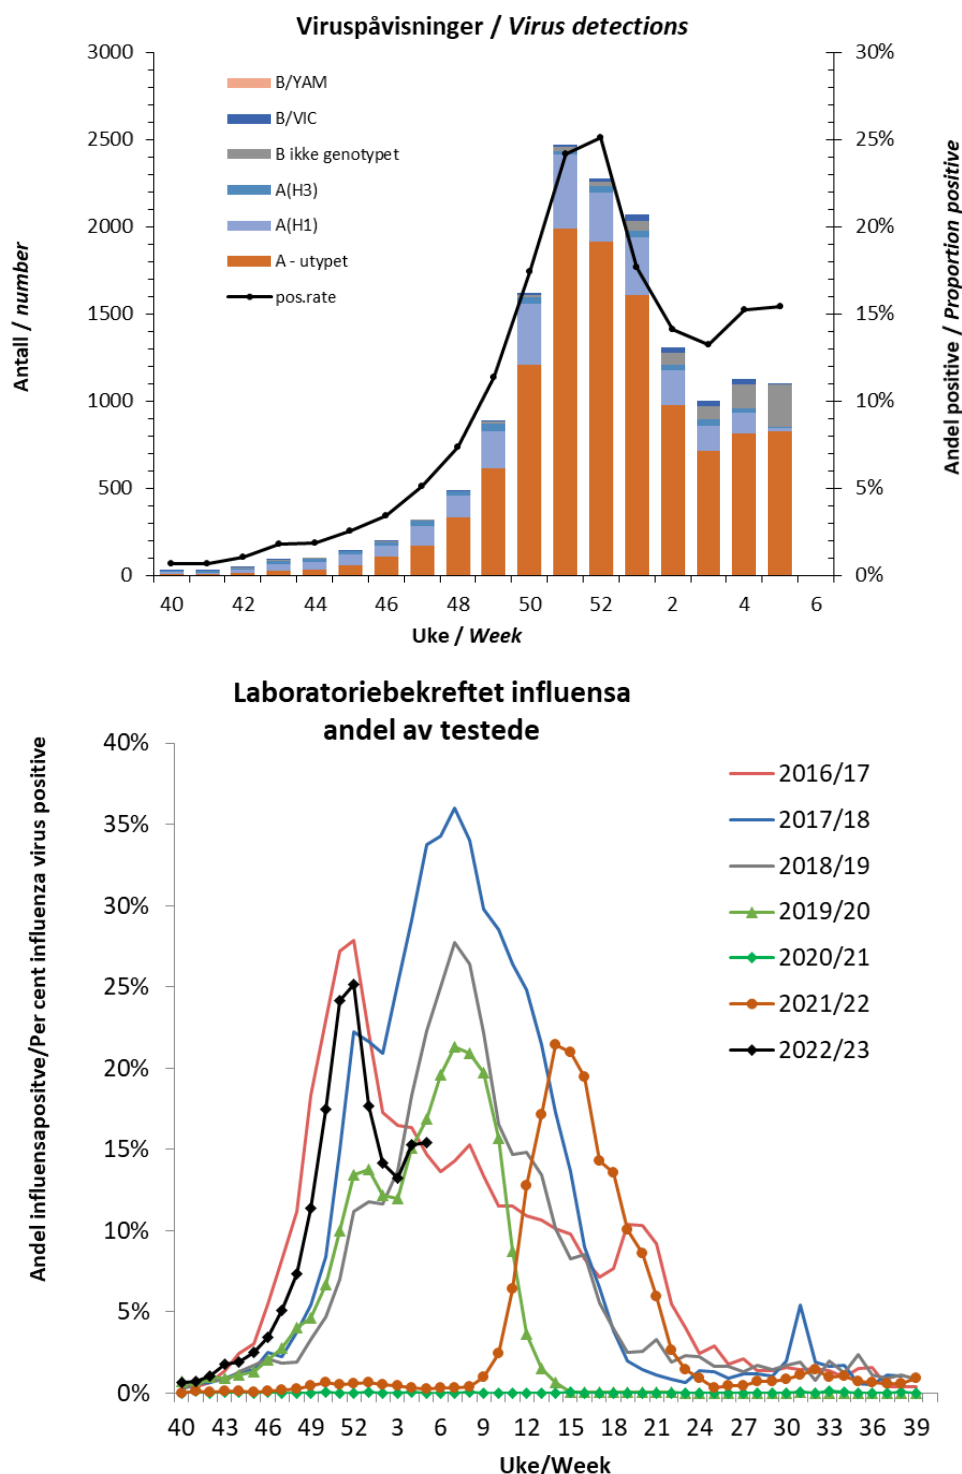 Viruspåvisninger / Virus detections
3000
2500
2000
1500
1000
500
0
Antall / number
B/YAM
B/VIC
B ikke genotypet
A(H3)
A(H1)
A - utypet
pos.rate
30%
25%
20%
15%
10%
5%
0%
Andel positive / Proportion positive
40 42 44 46 48 50 52 2 4 6
Uke / Week
Laboratoriebekreftet influensa
andel av testede
40%
35%
30%
25%
20%
15%
10%
5%
0%
Andel influensapositve/Per cent influenza virus positive
2016/17
2017/18
2018/19
2019/20
2020/21
2021/22
2022/23
40 43 46 49 52 3 6 9 12 15 18 21 24 27 30 33 36 39
Uke/Week